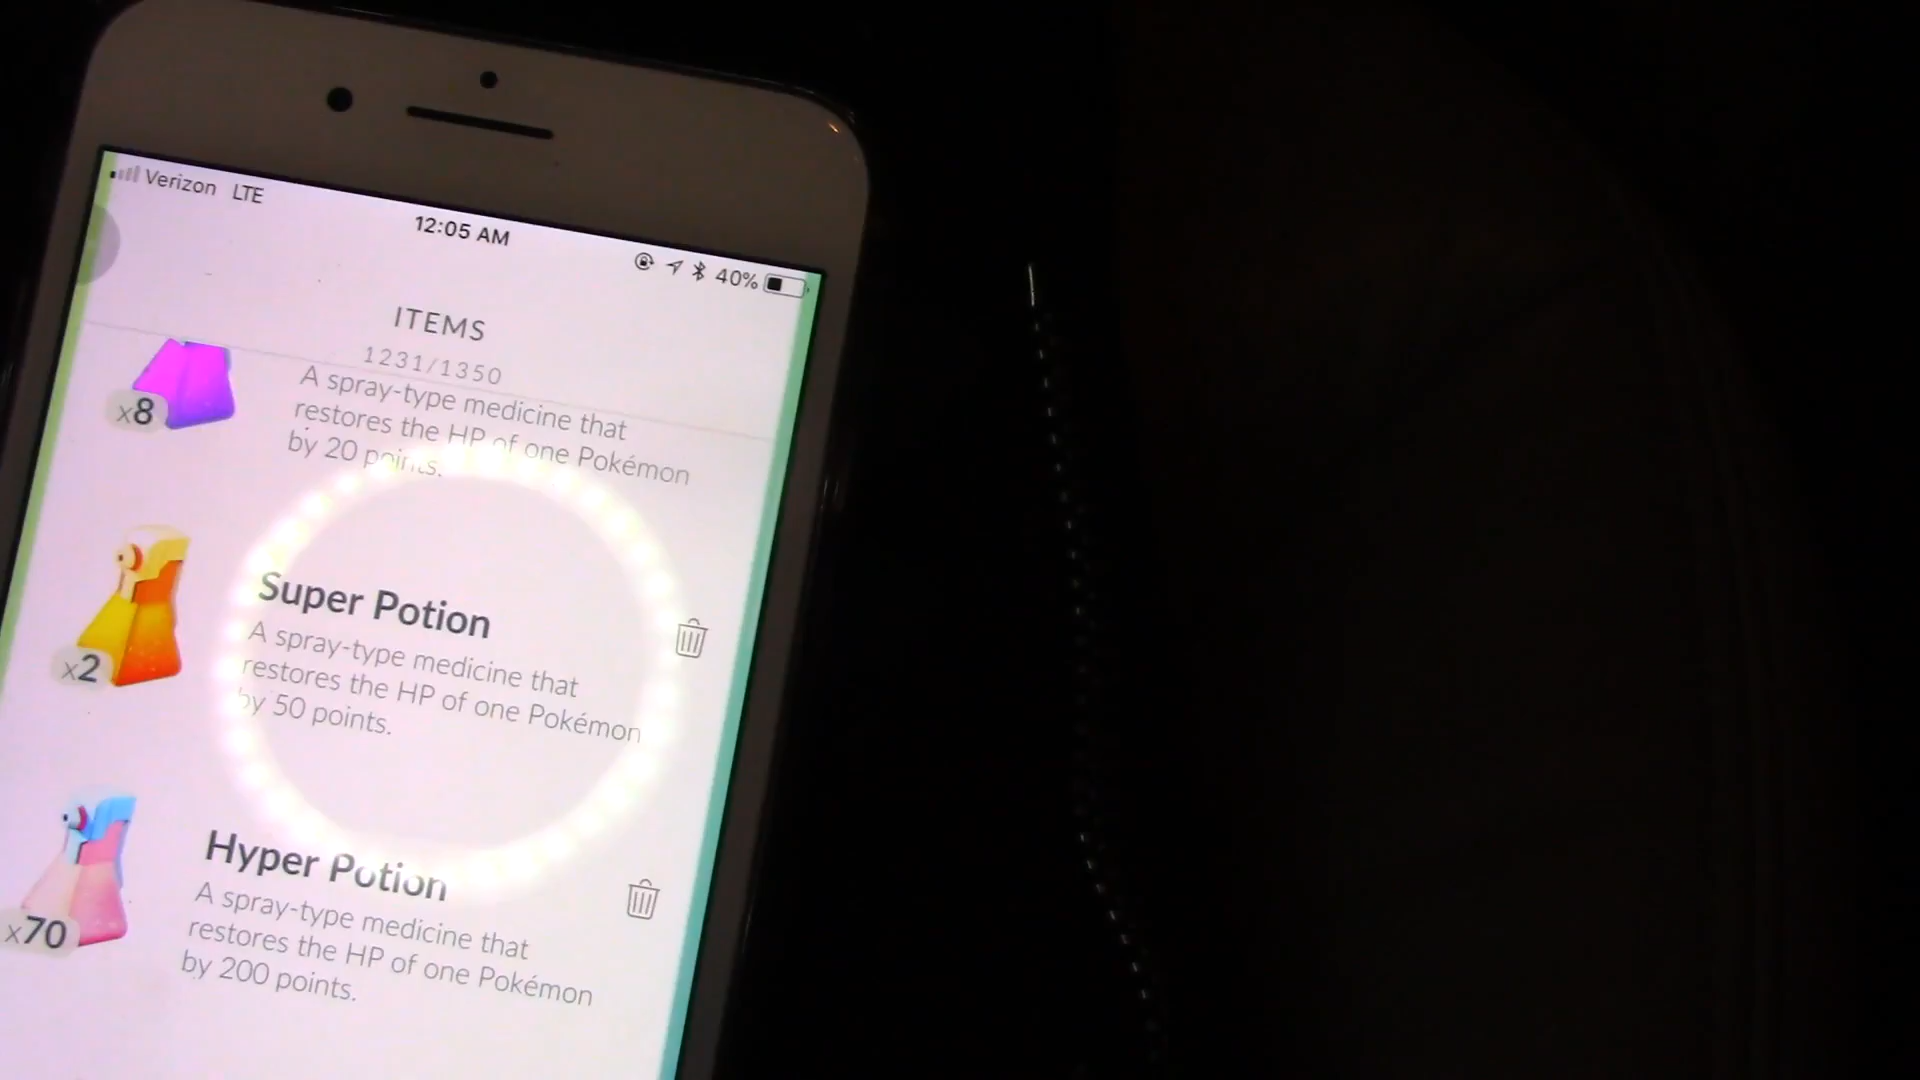 Verizon LTE
12:05 AM
40%
ITEMS
1231/1350
A spray-type medicine that
restores the HP of one Pokémon
by 20 points.
x8
Super Potion
A spray-type medicine that
restores the HP of one Pokémon
by 50 points.
x2
Hyper Potion
A spray-type medicine that
restores the HP of one Pokémon
by 200 points.
x70